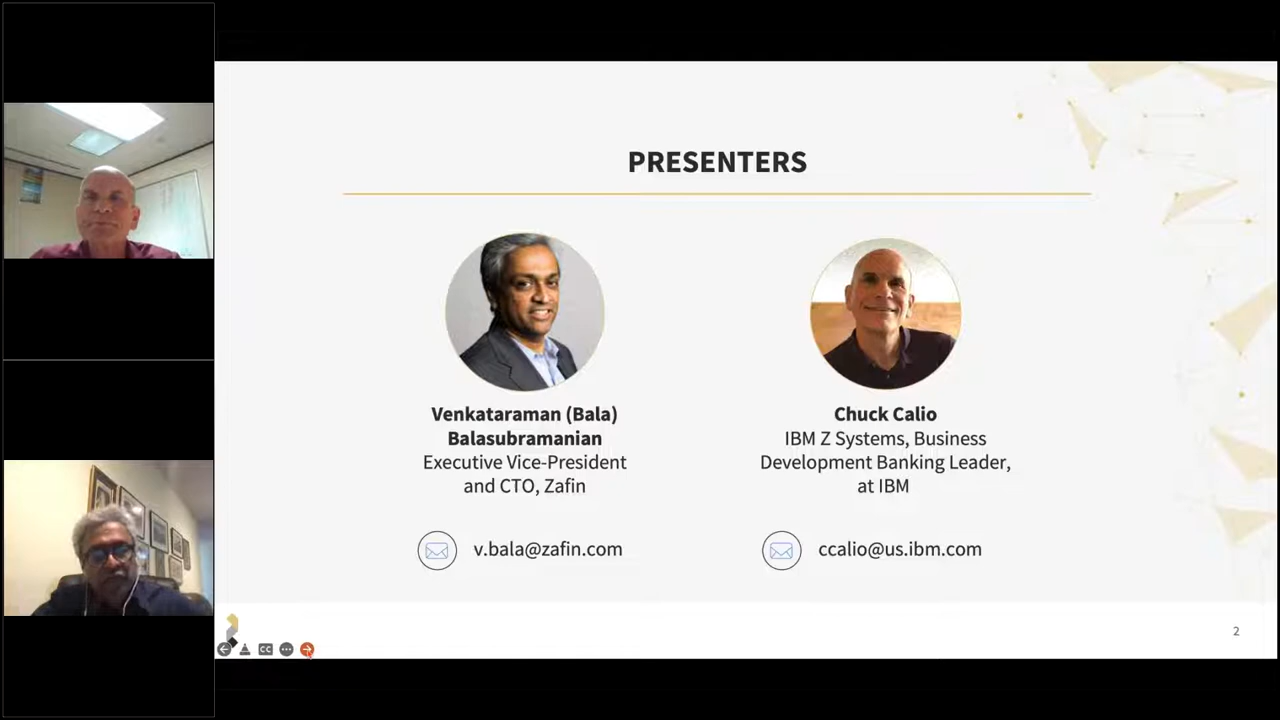 PRESENTERS
Venkataraman (Bala)
Balasubramanian
Executive Vice-President
and CTO, Zafin
v.bala@zafin.com
Chuck Calio
IBM Z Systems, Business
Development Banking Leader,
at IBM
ccalio@us.ibm.com
CC
2